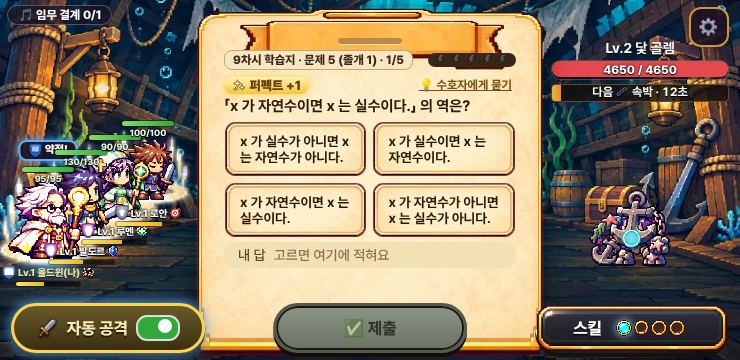 임무 결계 0/1
9차시 학습지 · 문제 5 (졸개 1) · 1/5
퍼펙트 +1
수호자에게 묻기
「x 가 자연수이면 x 는 실수이다.」의 역은?
x 가 실수가 아니면 x
는 자연수가 아니다.
x 가 실수이면 x 는
자연수이다.
x 가 자연수이면 x 는
실수이다.
x 가 자연수가 아니면
x 는 실수가 아니다.
내 답 고르면 여기에 적혀요
제출
Lv.2 닻 골렘
4650 / 4650
다음 속박 · 12초
약점!
100/100
90/90
130/130
95/95
Lv.1 로안
Lv.1 루멘
Lv.1 발도르
Lv.1 올드윈(나)
자동 공격
스킬